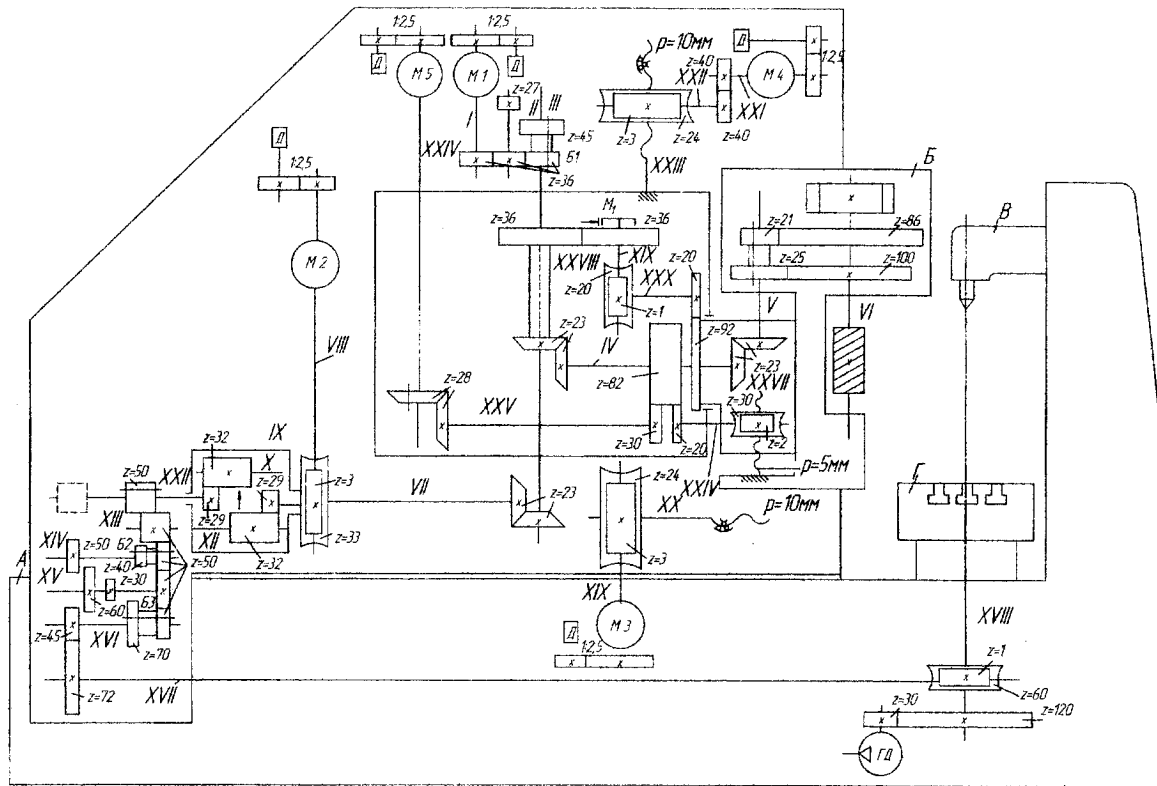 1:2,5
1:2,5
p=10мм
Д
1:2,5
Д
Д
М5
М1
z=27
II
III
z=40
XXII
М4
XXI
Д
1:2,5
I
z=45
Б1
z=36
XXIV
z=3
z=24
z=40
XXIII
Б
М2
z=36
М1
z=36
z=21
z=86
В
XXVIII
XIX
z=20
XXX
z=20
z=25
z=100
z=1
V
VI
z=23
z=92
IV
z=23
VIII
z=82
z=28
XXVII
XXV
z=30
z=30
z=20
z=2
IX
z=32
X
z=50
XXII
z=29
z=3
VII
z=24
XXIV
p=5мм
XX
p=10мм
Г
z=23
XIII
z=29
XII
z=32
z=33
z=3
XIV
z=50
Б2
z=40
z=50
А
XV
z=30
z=60
Б3
XIX
z=45
XVI
z=70
М3
Д
1:2,5
XVIII
z=1
z=72
XVII
z=60
z=30
z=120
ГД